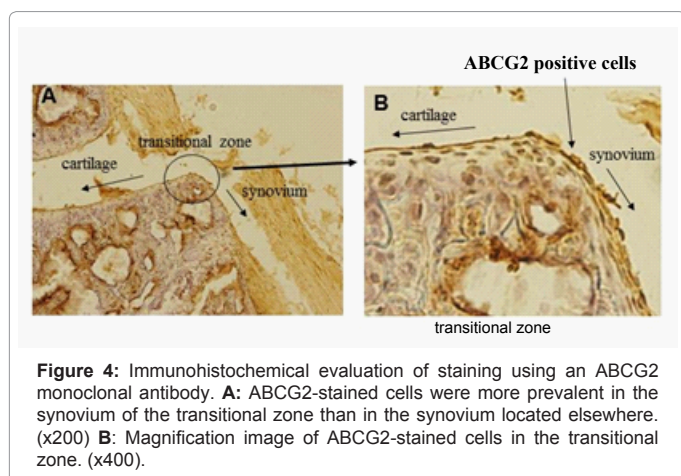 ABCG2 positive cells
A
transitional zone
cartilage
synovium
B
cartilage
synovium
transitional zone
Figure 4: Immunohistochemical evaluation of staining using an ABCG2
monoclonal antibody. A: ABCG2-stained cells were more prevalent in the
synovium of the transitional zone than in the synovium located elsewhere.
(x200) B: Magnification image of ABCG2-stained cells in the transitional
zone. (x400).